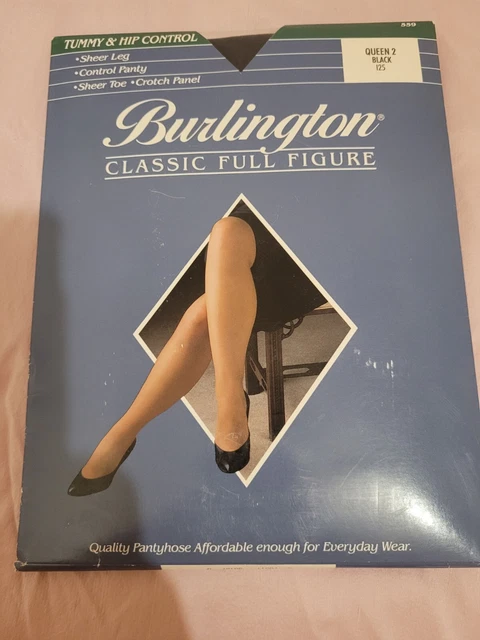 559
TUMMY & HIP CONTROL
•Sheer Leg
•Control Panty
•Sheer Toe •Crotch Panel
QUEEN 2
BLACK
125
Burlington®
CLASSIC FULL FIGURE
Quality Pantyhose Affordable enough for Everyday Wear.